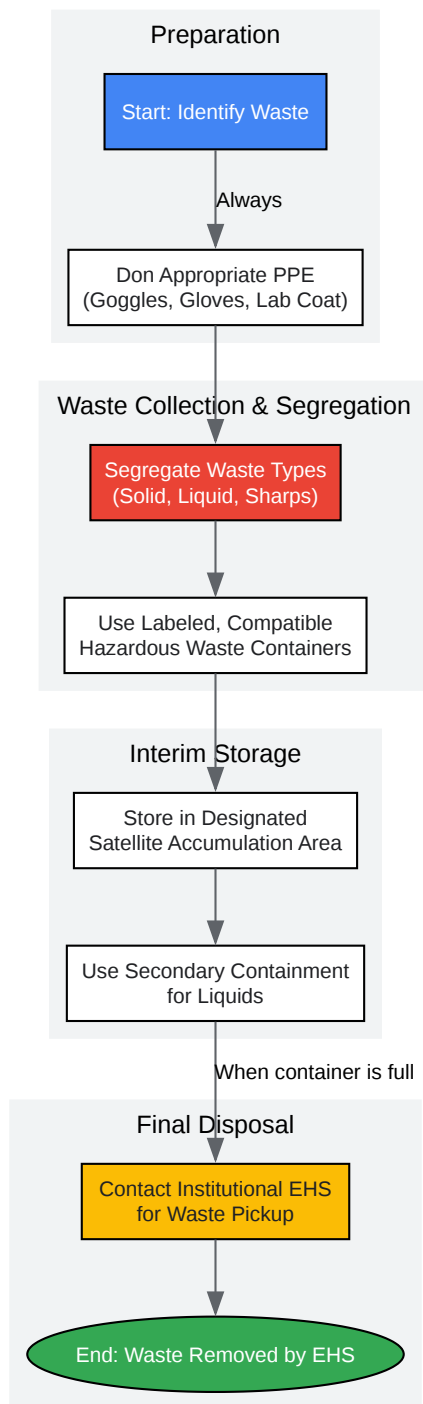 Preparation
Start: Identify Waste
Always
Don Appropriate PPE
(Goggles, Gloves, Lab Coat)
Waste Collection & Segregation
Segregate Waste Types
(Solid, Liquid, Sharps)
Use Labeled, Compatible
Hazardous Waste Containers
Interim Storage
Store in Designated
Satellite Accumulation Area
Use Secondary Containment
for Liquids
When container is full
Final Disposal
Contact Institutional EHS
for Waste Pickup
End: Waste Removed by EHS